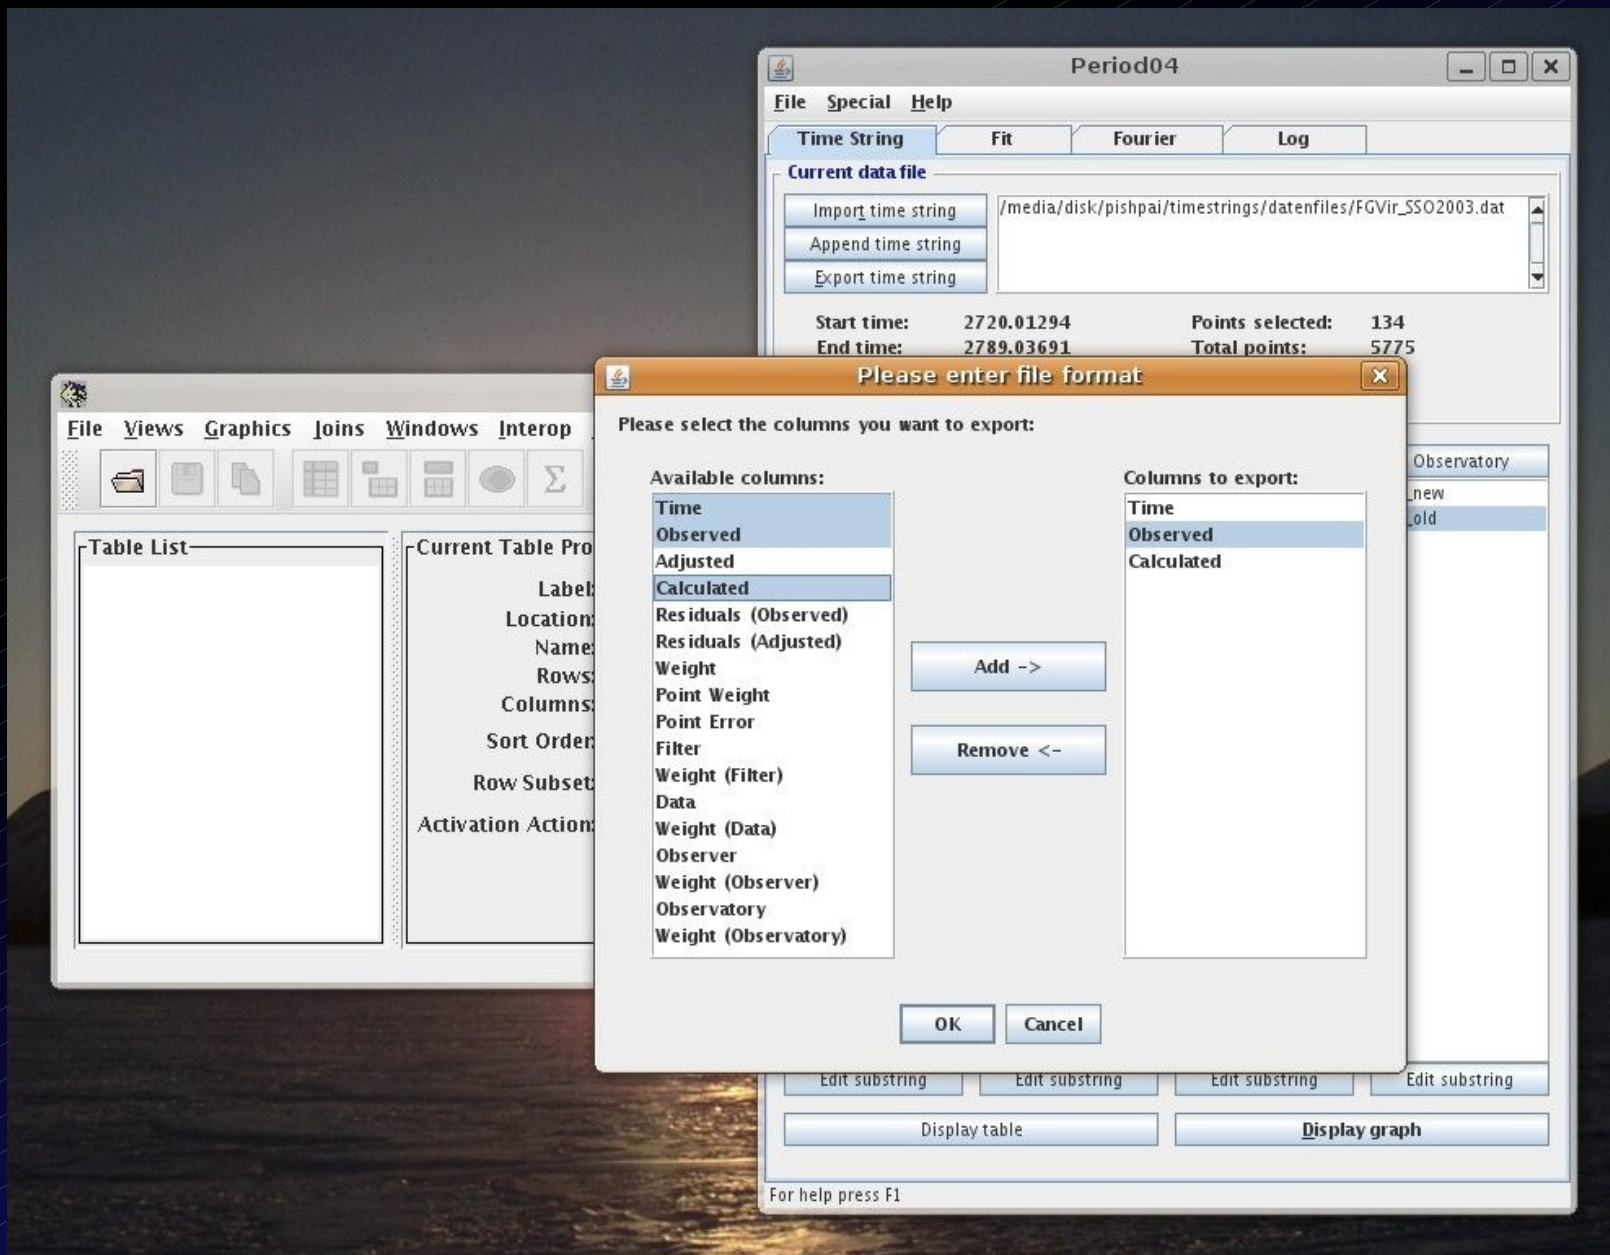 Period04
File Special Help
Time String Fit Fourier Log
Current data file
Import time string
/media/disk/pishpai/timestrings/datenfiles/FGVir_SSO2003.dat
Append time string
Export time string
Start time: 2720.01294 Points selected: 134
End time: 2789.03691 Total points: 5775
File Views Graphics Joins Windows Interop
Table List
Current Table Pro
Label:
Location:
Name:
Rows:
Columns:
Sort Order:
Row Subset:
Activation Action:
Please enter file format
Please select the columns you want to export:
Available columns:
Time
Observed
Adjusted
Calculated
Residuals (Observed)
Residuals (Adjusted)
Weight
Point Weight
Point Error
Filter
Weight (Filter)
Data
Weight (Data)
Observer
Weight (Observer)
Observatory
Weight (Observatory)
Add ->
Remove <-
Columns to export:
Time
Observed
Calculated
OK Cancel
Observatory
_new
_old
Edit substring Edit substring Edit substring Edit substring
Display table Display graph
For help press F1